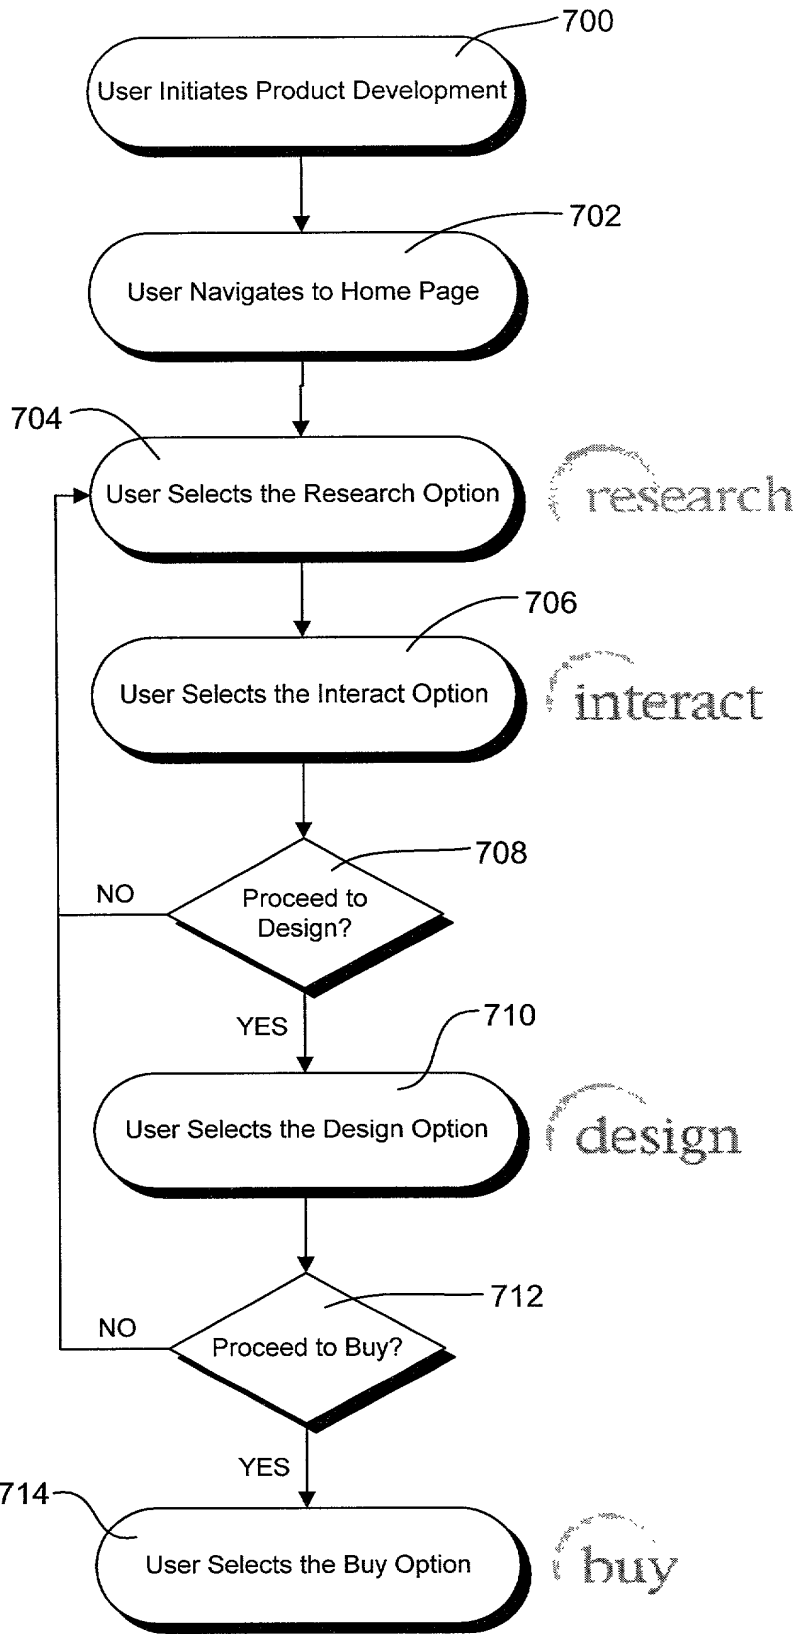 700
User Initiates Product Development
702
User Navigates to Home Page
704
User Selects the Research Option
research
706
User Selects the Interact Option
interact
708
NO
Proceed to
Design?
YES
710
User Selects the Design Option
design
712
NO
Proceed to Buy?
YES
714
User Selects the Buy Option
buy